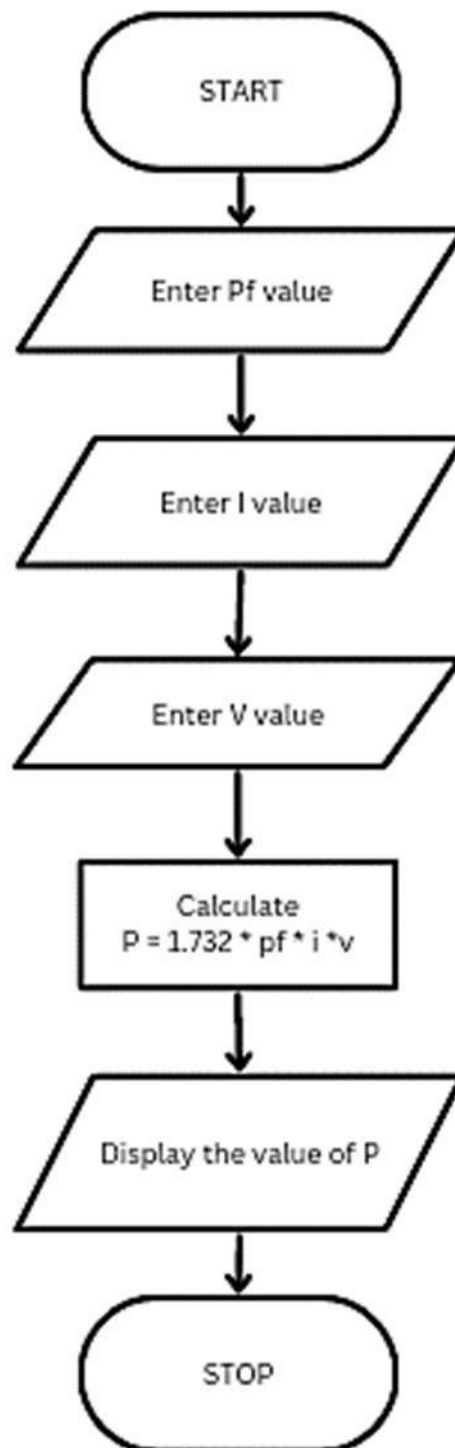 START
Enter Pf value
Enter I value
Enter V value
Calculate
P = 1.732 * pf * i *v
Display the value of P
STOP